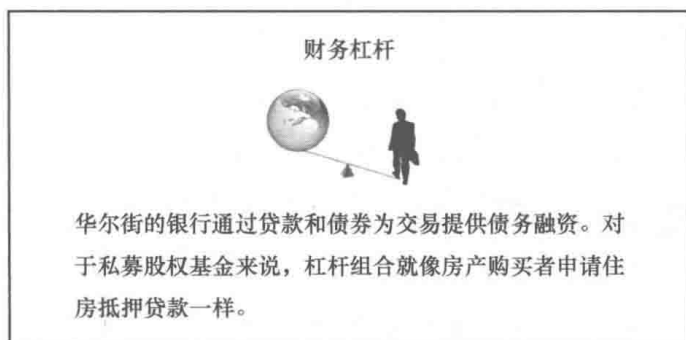 财务杠杆
华尔街的银行通过贷款和债券为交易提供债务融资。对
于私募股权基金来说，杠杆组合就像房产购买者申请住
房抵押贷款一样。